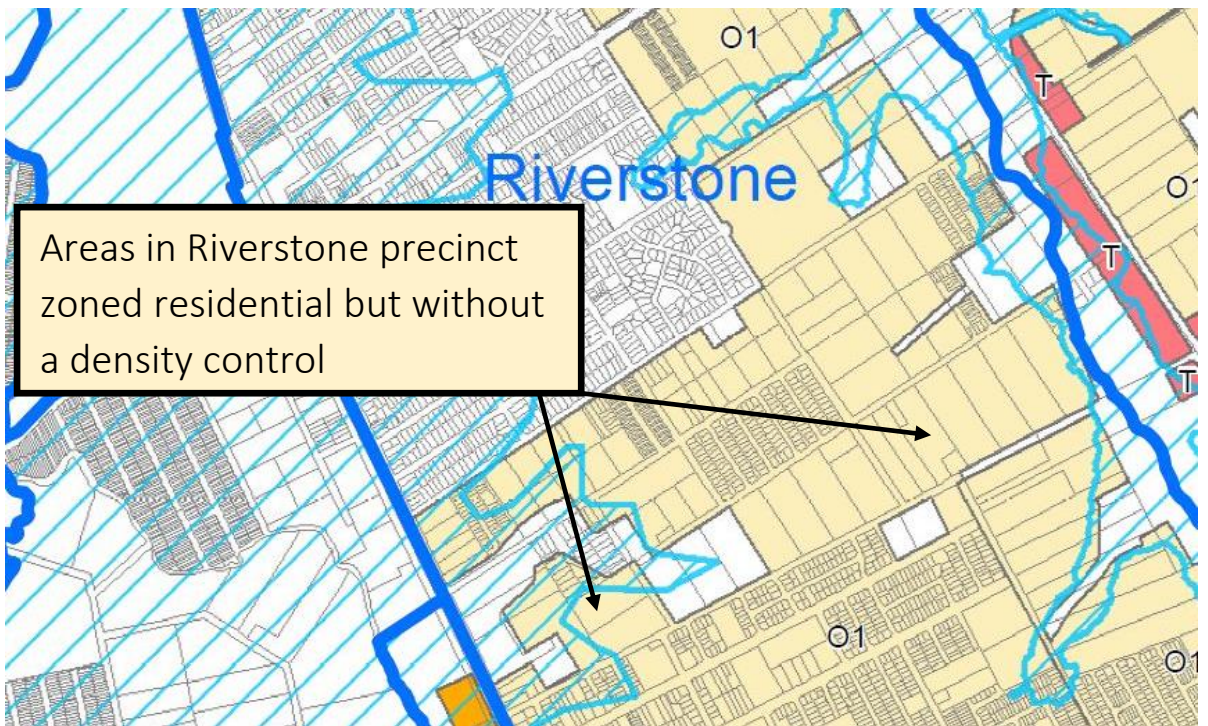 O1
T
Riverstone
O1
Areas in Riverstone precinct
zoned residential but without
a density control
T
T
O1
O1